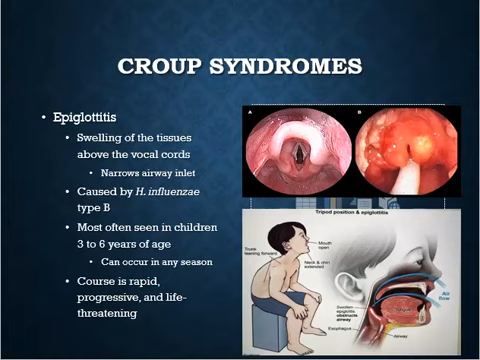 CROUP SYNDROMES
• Epiglottitis
• Swelling of the tissues
above the vocal cords
• Narrows airway inlet
• Caused by H. influenzae
type B
• Most often seen in children
3 to 6 years of age
• Can occur in any season
• Course is rapid,
progressive, and life-
threatening
A
B
Tripod position & epiglottitis
Trunk
leaning forward
Mouth
open
Neck & chin
extended
Swollen
epiglottis
obstructs
airway
Esophagus
Tongue
Air
flow
Airway